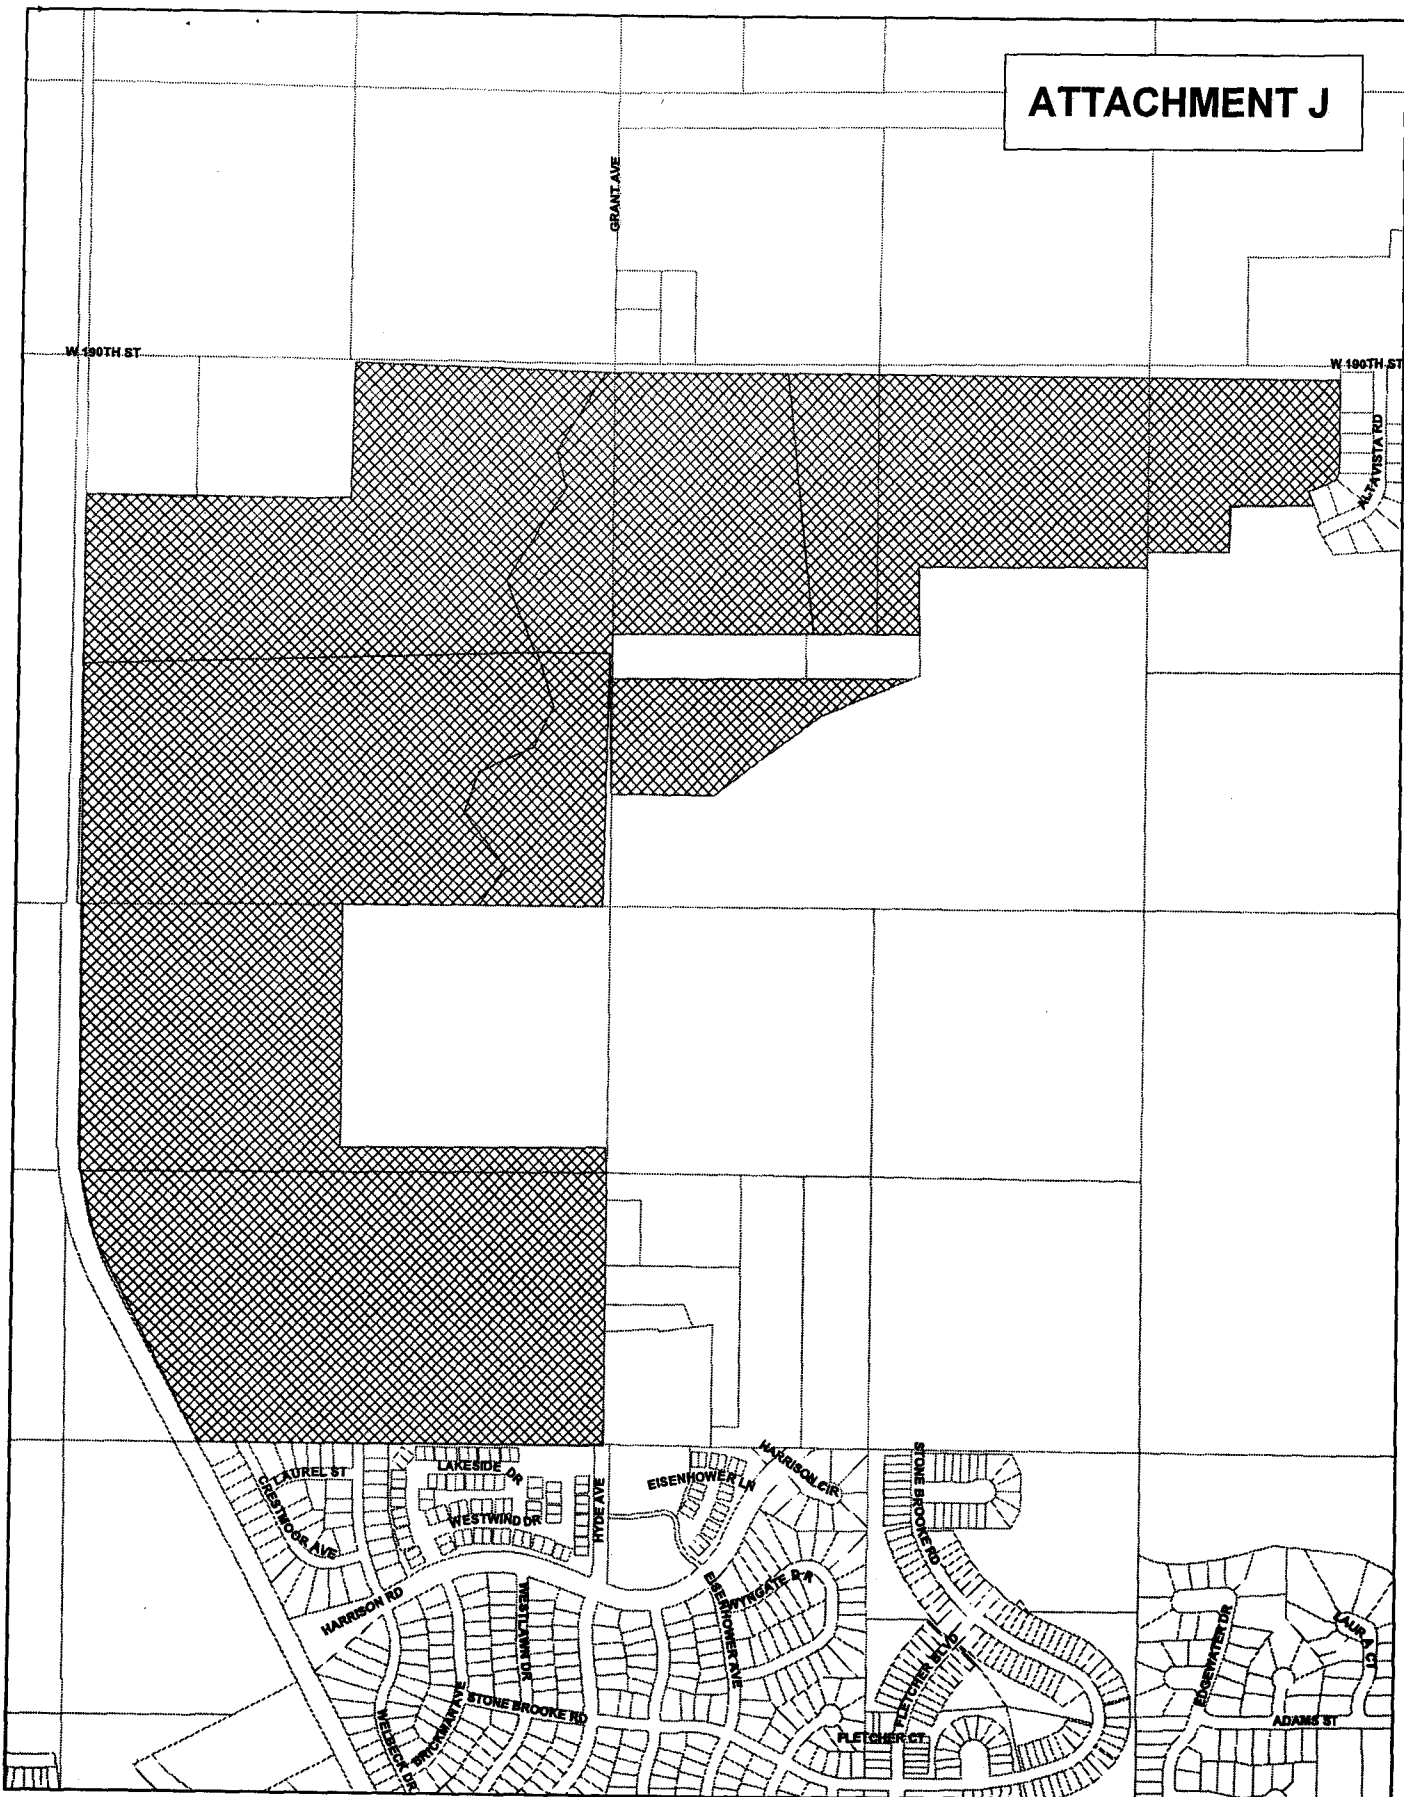 ATTACHMENT J
GRANT AVE
W 190TH ST
W 190TH ST
ALTA VISTA RD
LAUREL ST
CRESTMOOR AVE
LAKESIDE DR
WESTWIND DR
HYDE AVE
EISENHOWER LN
HARRISON CIR
STONE BROOKE RD
HARRISON RD
WESTLAWN DR
EISENHOWER AVE
WYNGATE DR
FLETCHER BLVD
EDGEWATER DR
LAURA CT
WELBECK DR
BRICKMAN AVE
STONE BROOKE RD
FLETCHER CT
ADAMS ST